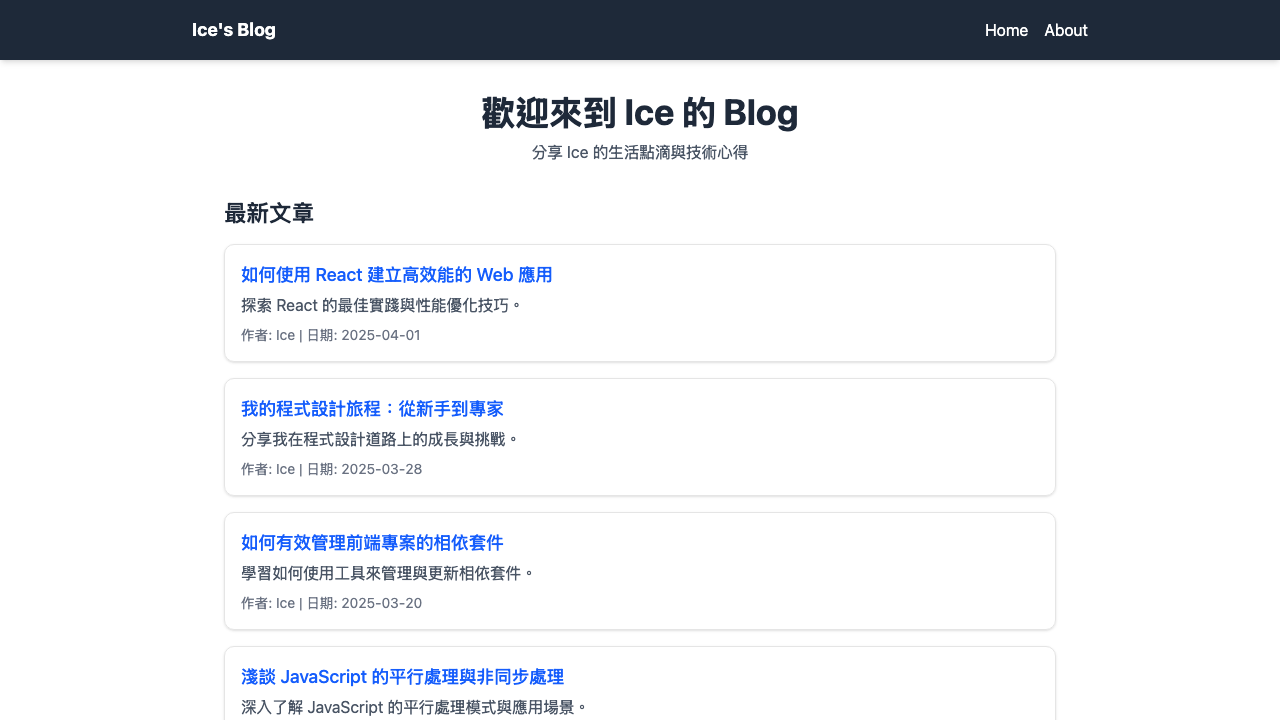 Ice's Blog
Home
About
歡迎來到 Ice 的 Blog
分享 Ice 的生活點滴與技術心得
最新文章
如何使用 React 建立高效能的 Web 應用
探索 React 的最佳實踐與性能優化技巧。
作者: Ice | 日期: 2025-04-01
我的程式設計旅程：從新手到專家
分享我在程式設計道路上的成長與挑戰。
作者: Ice | 日期: 2025-03-28
如何有效管理前端專案的相依套件
學習如何使用工具來管理與更新相依套件。
作者: Ice | 日期: 2025-03-20
淺談 JavaScript 的平行處理與非同步處理
深入了解 JavaScript 的平行處理模式與應用場景。